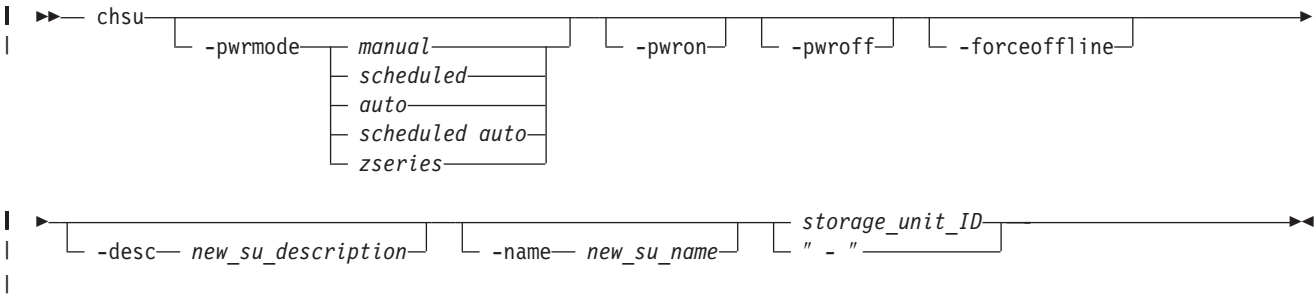 chsu
-pwrmode manual -pwron -pwroff -forceoffline
scheduled
auto
scheduled auto
zseries
storage_unit_ID
-desc new_su_description -name new_su_name " - "